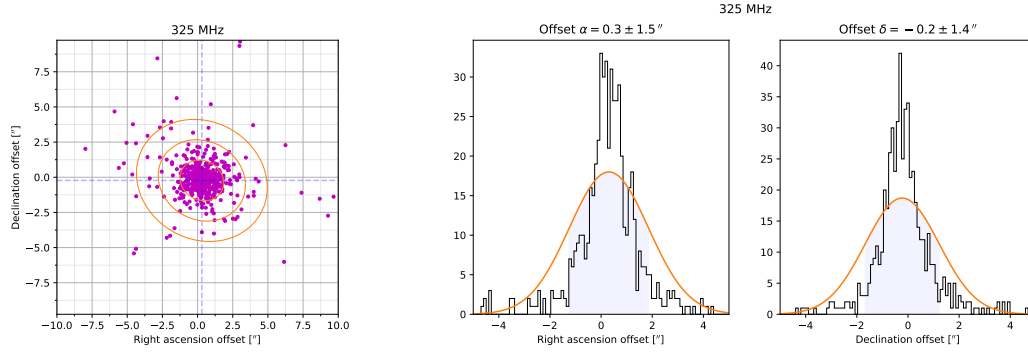 325 MHz
325 MHz
Offset α = 0.3 ± 1.5″
Offset δ = −0.2 ± 1.4″
7.5
5.0
2.5
0.0
−2.5
−5.0
−7.5
Declination offset [″]
−10.0 −7.5 −5.0 −2.5 0.0 2.5 5.0 7.5 10.0
Right ascension offset [″]
30
25
20
15
10
5
0
−4 −2 0 2 4
Right ascension offset [″]
40
35
30
25
20
15
10
5
0
−4 −2 0 2 4
Declination offset [″]